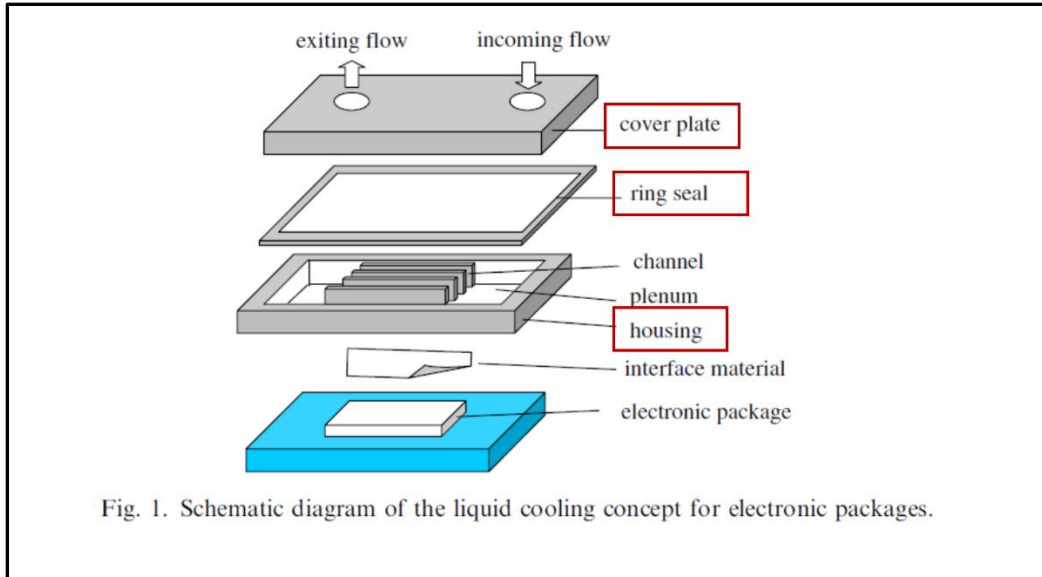 exiting flow
incoming flow
cover plate
ring seal
channel
plenum
housing
interface material
electronic package
Fig. 1. Schematic diagram of the liquid cooling concept for electronic packages.